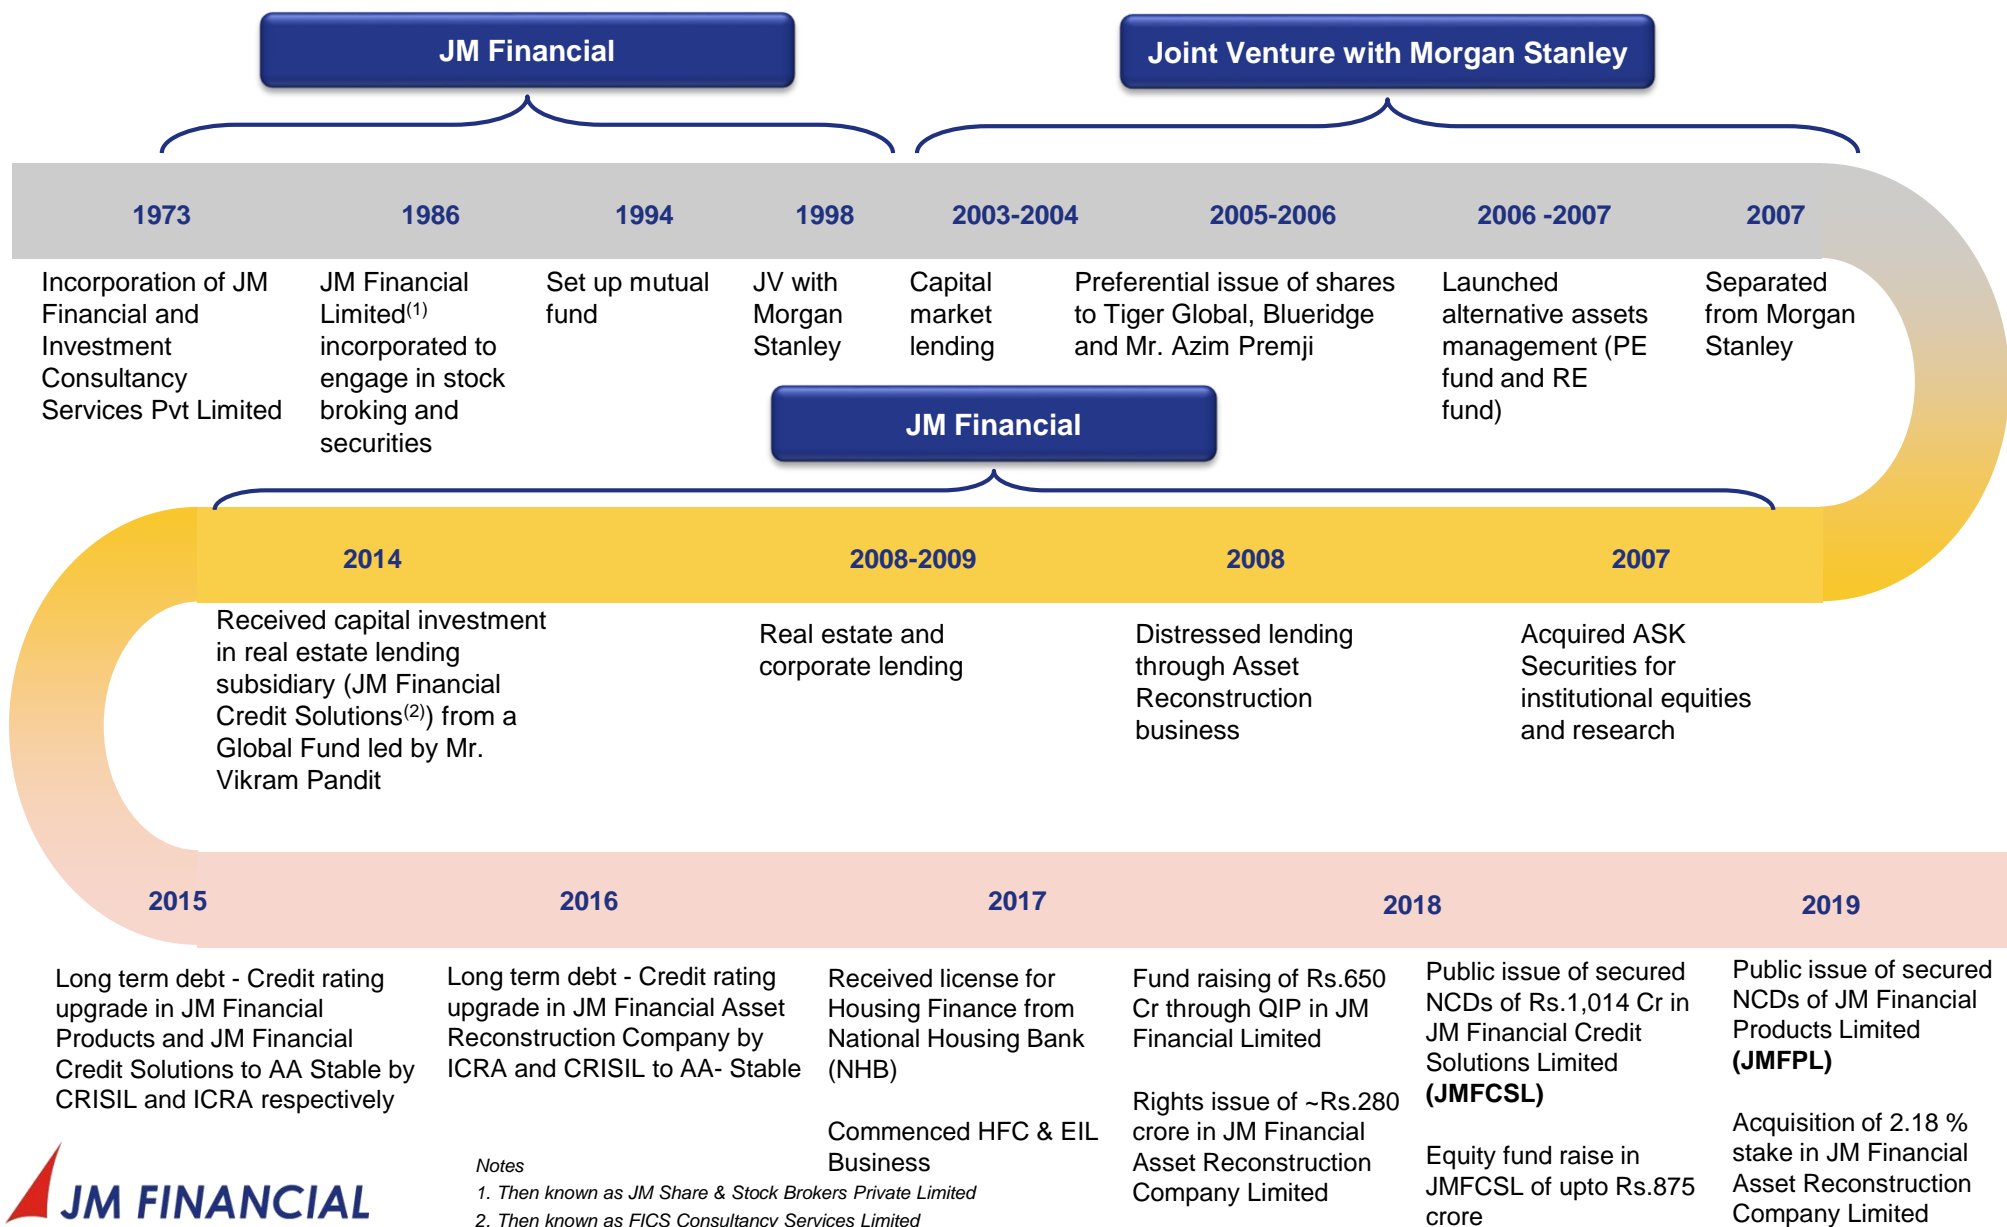 JM Financial
Joint Venture with Morgan Stanley
1973
1986
1994
1998
2003-2004
2005-2006
2006 -2007
2007
Incorporation of JM
Financial and
Investment
Consultancy
Services Pvt Limited
JM Financial
Limited(1)
incorporated to
engage in stock
broking and
securities
Set up mutual
fund
JV with
Morgan
Stanley
Capital
market
lending
Preferential issue of shares
to Tiger Global, Blueridge
and Mr. Azim Premji
Launched
alternative assets
management (PE
fund and RE
fund)
Separated
from Morgan
Stanley
JM Financial
2014
2008-2009
2008
2007
Received capital investment
in real estate lending
subsidiary (JM Financial
Credit Solutions(2)) from a
Global Fund led by Mr.
Vikram Pandit
Real estate and
corporate lending
Distressed lending
through Asset
Reconstruction
business
Acquired ASK
Securities for
institutional equities
and research
2015
2016
2017
2018
2019
Long term debt - Credit rating
upgrade in JM Financial
Products and JM Financial
Credit Solutions to AA Stable by
CRISIL and ICRA respectively
Long term debt - Credit rating
upgrade in JM Financial Asset
Reconstruction Company by
ICRA and CRISIL to AA- Stable
Received license for
Housing Finance from
National Housing Bank
(NHB)
Commenced HFC & EIL
Business
Fund raising of Rs.650
Cr through QIP in JM
Financial Limited
Rights issue of ~Rs.280
crore in JM Financial
Asset Reconstruction
Company Limited
Public issue of secured
NCDs of Rs.1,014 Cr in
JM Financial Credit
Solutions Limited
(JMFCSL)
Equity fund raise in
JMFCSL of upto Rs.875
crore
Public issue of secured
NCDs of JM Financial
Products Limited
(JMFPL)
Acquisition of 2.18 %
stake in JM Financial
Asset Reconstruction
Company Limited
JM FINANCIAL
Notes
1. Then known as JM Share & Stock Brokers Private Limited
2. Then known as FICS Consultancy Services Limited